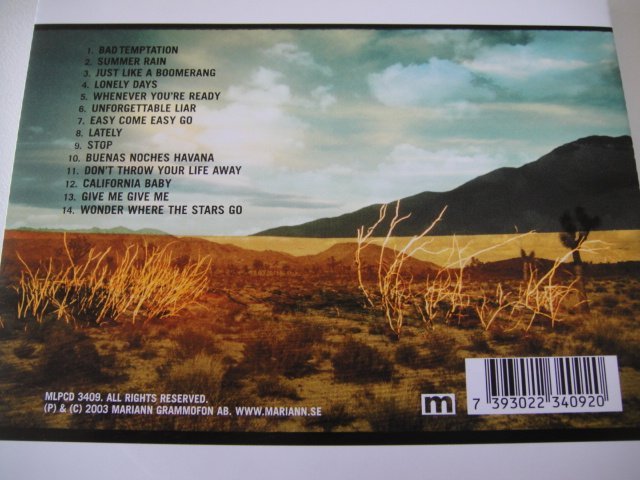 1. BAD TEMPTATION
2. SUMMER RAIN
3. JUST LIKE A BOOMERANG
4. LONELY DAYS
5. WHENEVER YOU'RE READY
6. UNFORGETTABLE LIAR
7. EASY COME EASY GO
8. LATELY
9. STOP
10. BUENAS NOCHES HAVANA
11. DON'T THROW YOUR LIFE AWAY
12. CALIFORNIA BABY
13. GIVE ME GIVE ME
14. WONDER WHERE THE STARS GO
MLPCD 3409. ALL RIGHTS RESERVED.
(P) & (C) 2003 MARIANN GRAMMOFON AB. WWW.MARIANN.SE
m
7 393022 340920